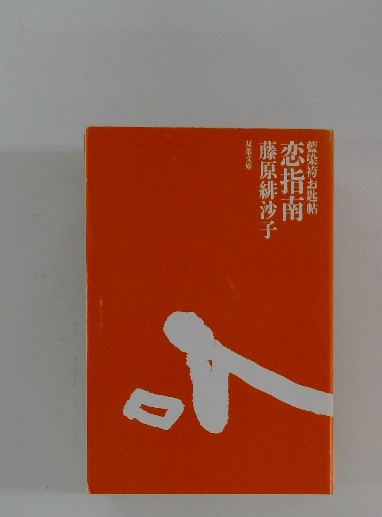 藍染袴お匙帖
恋指南
藤原緋沙子
双葉文庫